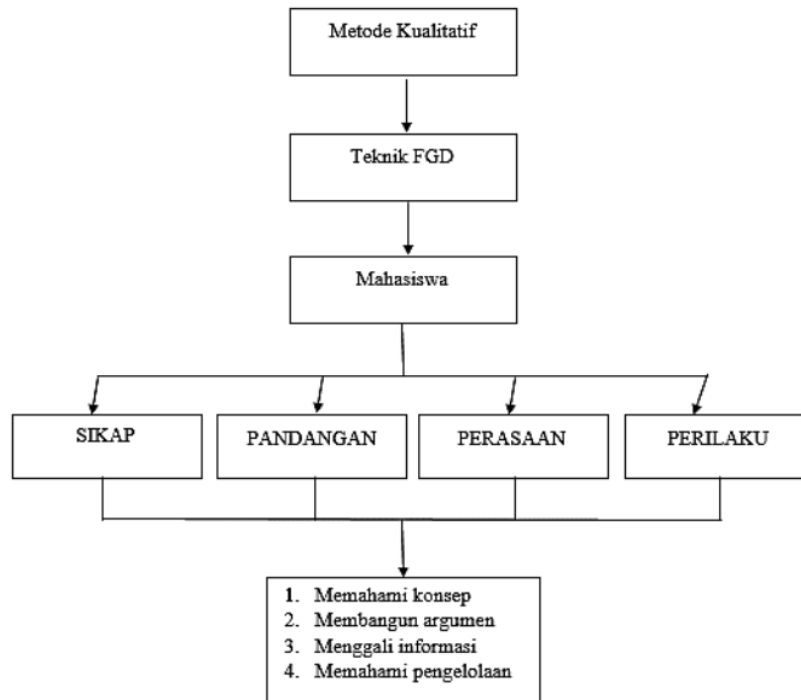 Metode Kualitatif
Teknik FGD
Mahasiswa
SIKAP
PANDANGAN
PERASAAN
PERILAKU
1. Memahami konsep
2. Membangun argumen
3. Menggali informasi
4. Memahami pengelolaan